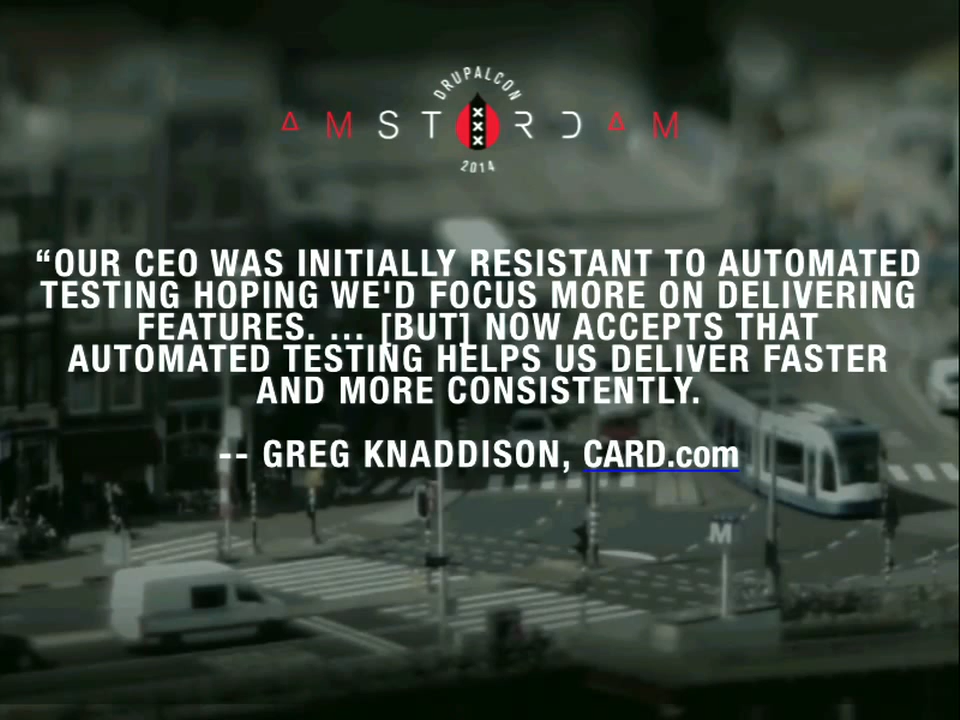 DRUPALCON
AMSTERDAM
2014
“OUR CEO WAS INITIALLY RESISTANT TO AUTOMATED
TESTING HOPING WE'D FOCUS MORE ON DELIVERING
FEATURES. ... [BUT] NOW ACCEPTS THAT
AUTOMATED TESTING HELPS US DELIVER FASTER
AND MORE CONSISTENTLY.
-- GREG KNADDISON, CARD.com
M